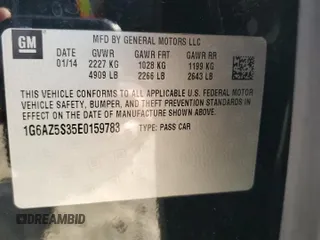 GM
MFD BY GENERAL MOTORS LLC
DATE GVWR GAWR FRT GAWR RR
01/14 2227 KG 1028 KG 1199 KG
4909 LB 2266 LB 2643 LB
THIS VEHICLE CONFORMS TO ALL APPLICABLE U.S. FEDERAL MOTOR
VEHICLE SAFETY, BUMPER, AND THEFT PREVENTION STANDARDS IN
EFFECT ON THE DATE OF MANUFACTURE SHOWN ABOVE.
1G6AZ5S35E0159783 TYPE: PASS CAR
DREAMBID